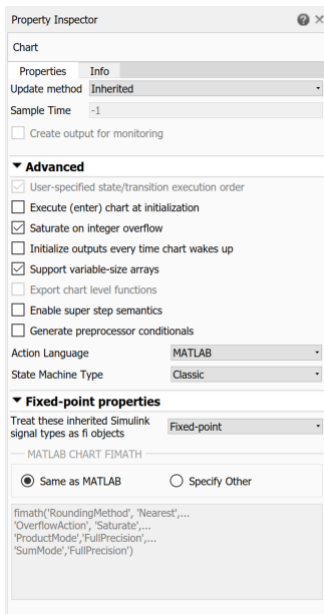 Property Inspector
Chart
Properties Info
Update method Inherited
Sample Time -1
Create output for monitoring
Advanced
User-specified state/transition execution order
Execute (enter) chart at initialization
Saturate on integer overflow
Initialize outputs every time chart wakes up
Support variable-size arrays
Export chart level functions
Enable super step semantics
Generate preprocessor conditionals
Action Language MATLAB
State Machine Type Classic
Fixed-point properties
Treat these inherited Simulink
signal types as fi objects Fixed-point
MATLAB CHART FIMATH
Same as MATLAB Specify Other
fimath('RoundingMethod', 'Nearest',...
'OverflowAction', 'Saturate',...
'ProductMode','FullPrecision',...
'SumMode','FullPrecision')